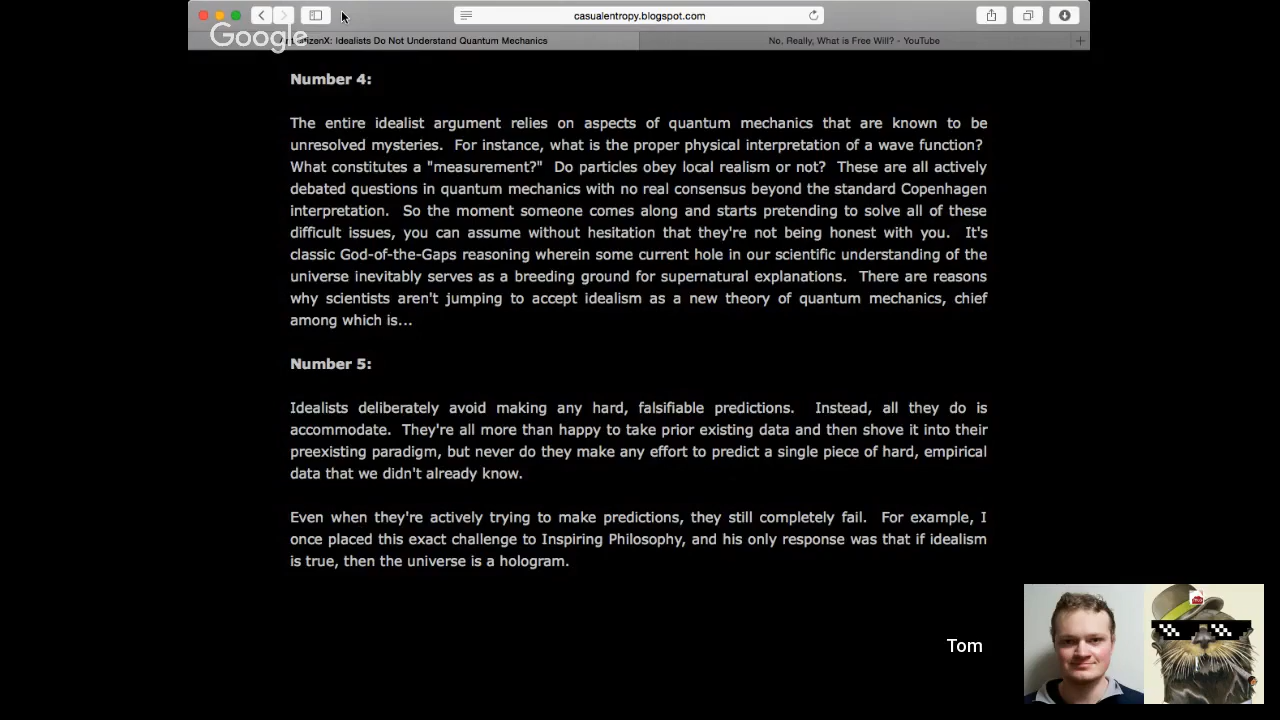 casualentropy.blogspot.com
Google
izenX: Idealists Do Not Understand Quantum Mechanics
No, Really, What is Free Will? - YouTube
Number 4:
The entire idealist argument relies on aspects of quantum mechanics that are known to be
unresolved mysteries. For instance, what is the proper physical interpretation of a wave function?
What constitutes a "measurement?" Do particles obey local realism or not? These are all actively
debated questions in quantum mechanics with no real consensus beyond the standard Copenhagen
interpretation. So the moment someone comes along and starts pretending to solve all of these
difficult issues, you can assume without hesitation that they're not being honest with you. It's
classic God-of-the-Gaps reasoning wherein some current hole in our scientific understanding of the
universe inevitably serves as a breeding ground for supernatural explanations. There are reasons
why scientists aren't jumping to accept idealism as a new theory of quantum mechanics, chief
among which is...
Number 5:
Idealists deliberately avoid making any hard, falsifiable predictions. Instead, all they do is
accommodate. They're all more than happy to take prior existing data and then shove it into their
preexisting paradigm, but never do they make any effort to predict a single piece of hard, empirical
data that we didn't already know.
Even when they're actively trying to make predictions, they still completely fail. For example, I
once placed this exact challenge to Inspiring Philosophy, and his only response was that if idealism
is true, then the universe is a hologram.
Tom